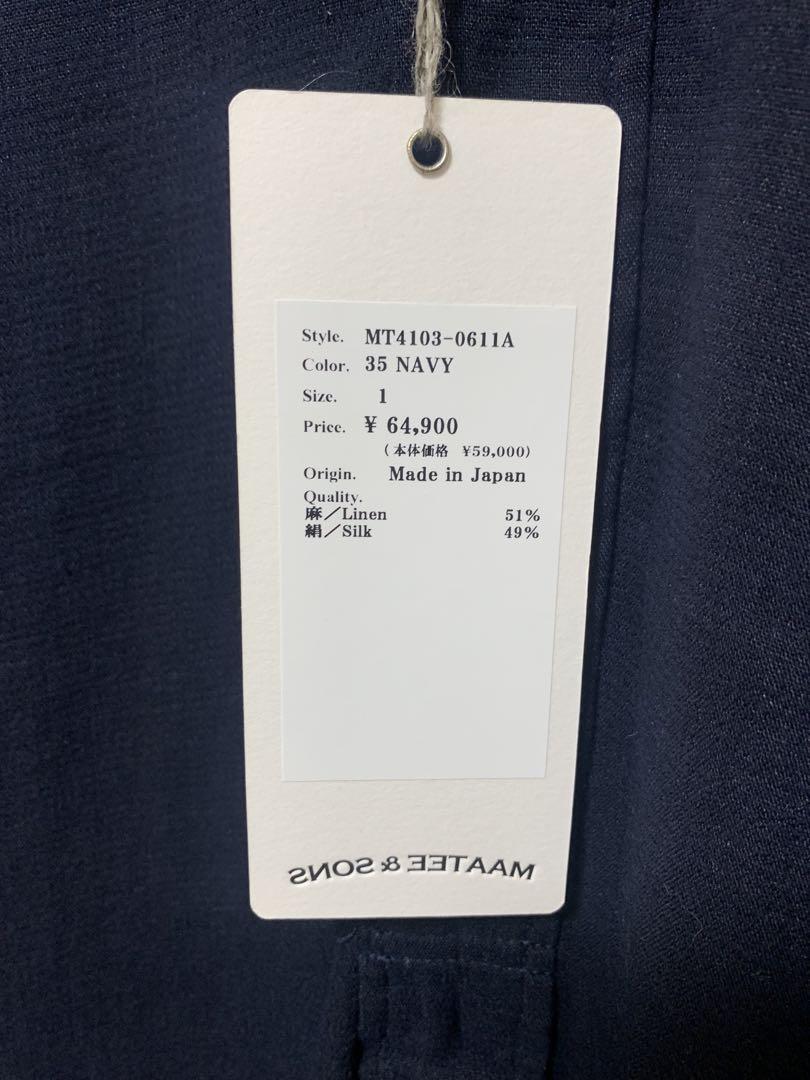 Style. MT4103-0611A
Color. 35 NAVY
Size. 1
Price. ¥ 64,900
(本体価格 ¥59,000)
Origin. Made in Japan
Quality.
麻／Linen 51%
絹／Silk 49%
MAATEE & SONS